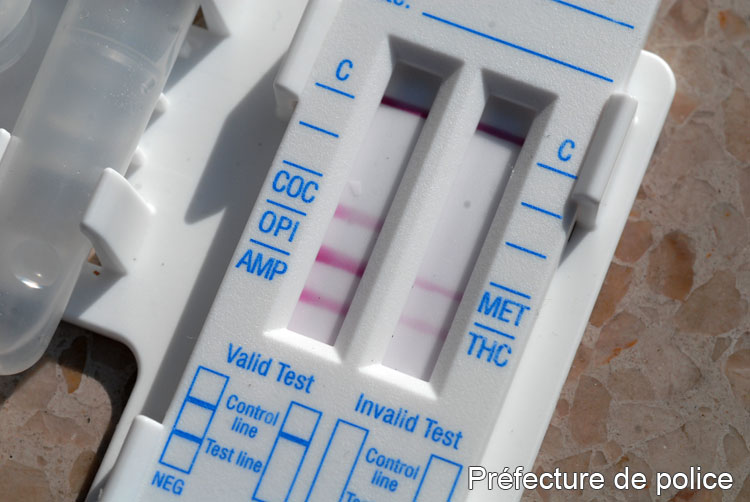 C
COC
OPI
AMP
C
MET
THC
Valid Test
Control
line
Test line
NEG
Invalid Test
Control
line
Préfecture de police